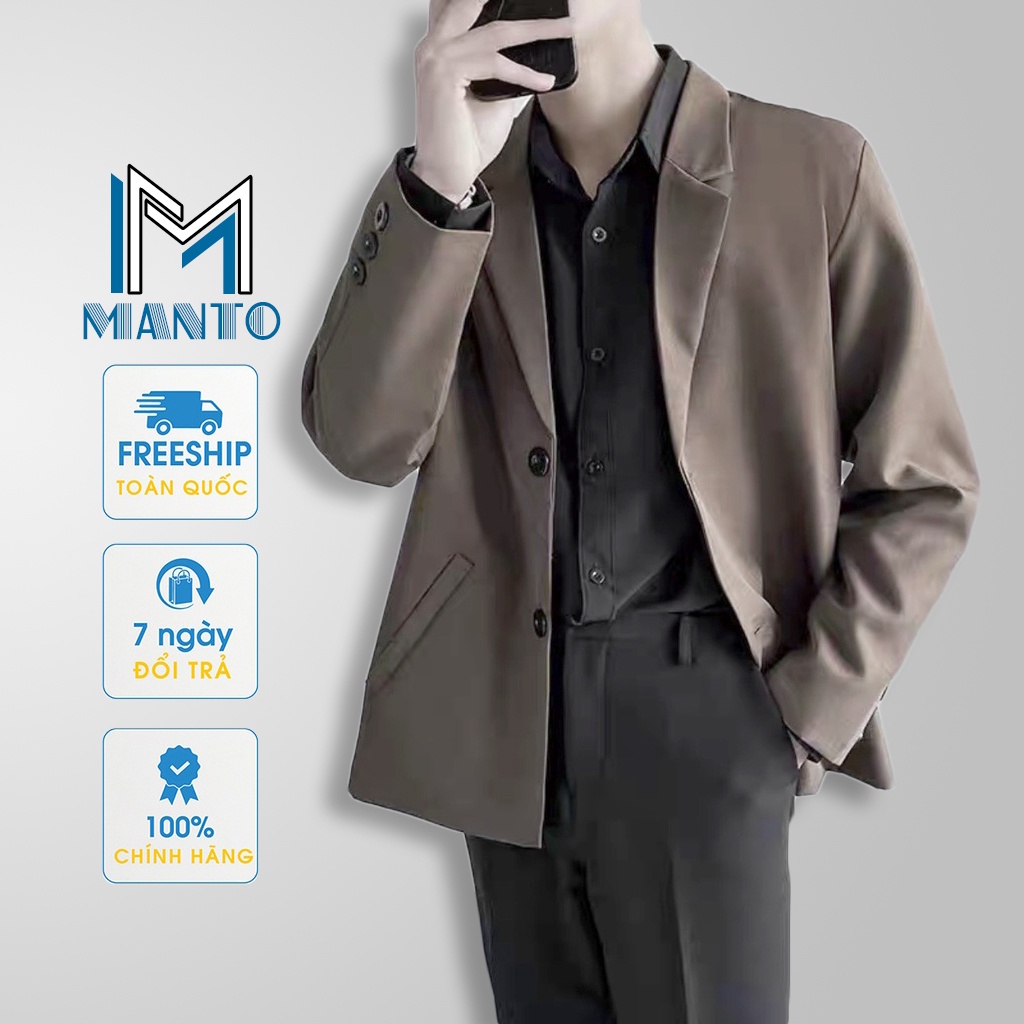 M
MANTO
FREESHIP
TOÀN QUỐC
7 ngày
ĐỔI TRẢ
100%
CHÍNH HÃNG